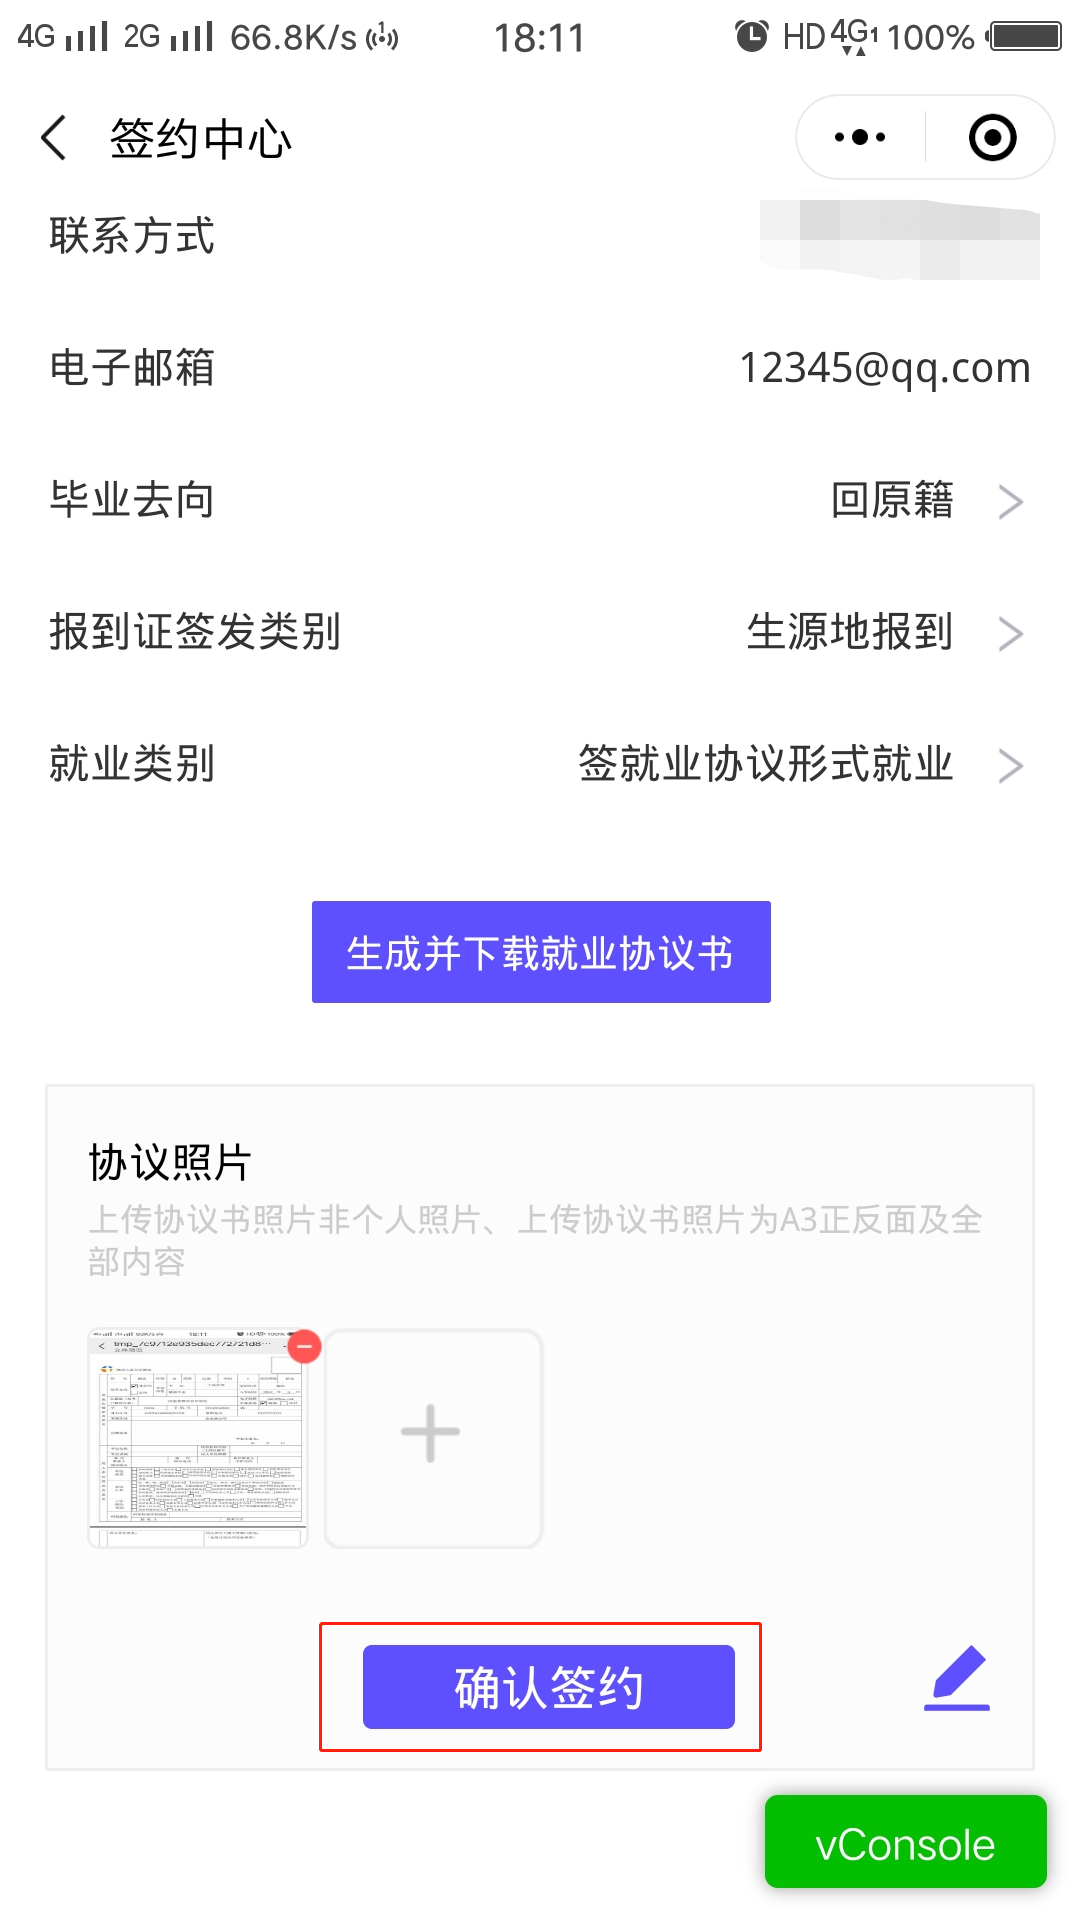 4G 2G 66.8K/s 18:11 HD 4G 1 100%
签约中心
联系方式
电子邮箱 12345@qq.com
毕业去向 回原籍
报到证签发类别 生源地报到
就业类别 签就业协议形式就业
生成并下载就业协议书
协议照片
上传协议书照片非个人照片、上传协议书照片为A3正反面及全
部内容
确认签约
vConsole